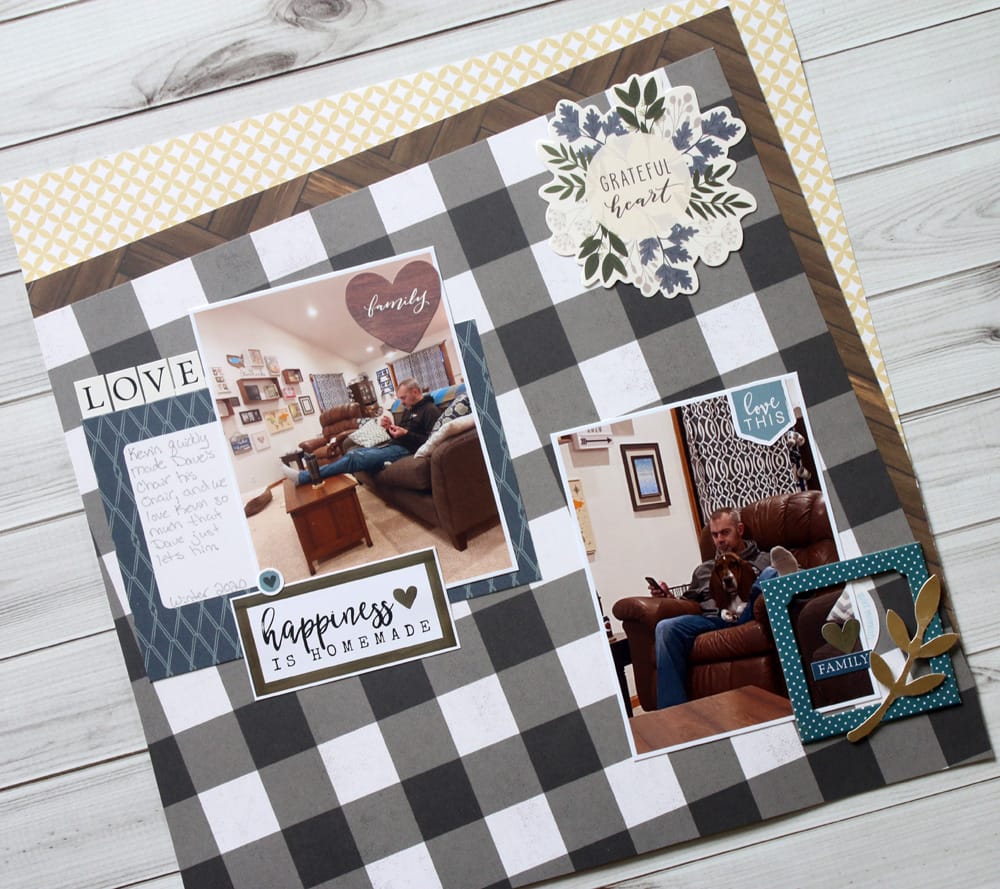 GRATEFUL
heart
family
LOVE
Kevin quickly
made Dave's
chair his
chair, and we
love Kevin so
much that
Dave just
lets him
Winter 2020
happiness
IS HOMEMADE
love
THIS
FAMILY